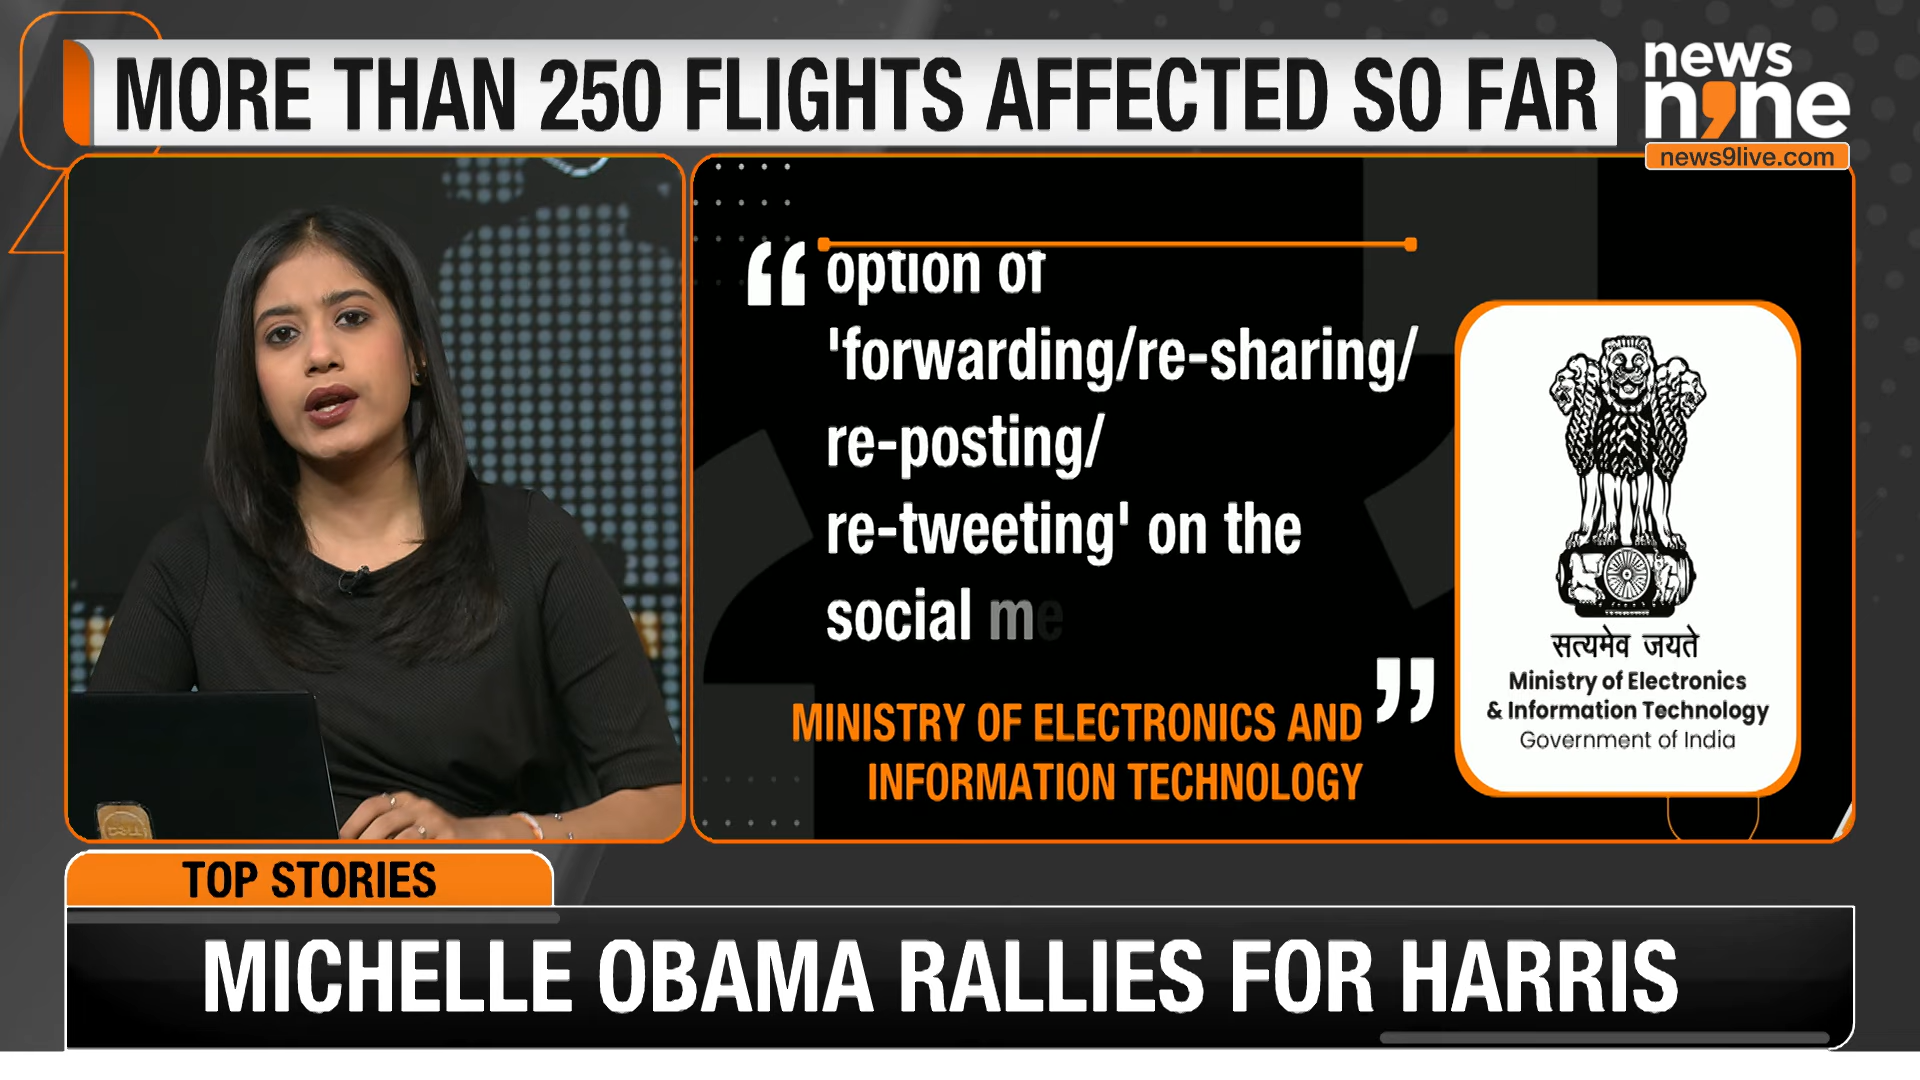 MORE THAN 250 FLIGHTS AFFECTED SO FAR
news
nine
news9live.com
“ option of
'forwarding/re-sharing/
re-posting/
re-tweeting' on the
social me
”
MINISTRY OF ELECTRONICS AND
INFORMATION TECHNOLOGY
सत्यमेव जयते
Ministry of Electronics
& Information Technology
Government of India
DELL
TOP STORIES
MICHELLE OBAMA RALLIES FOR HARRIS